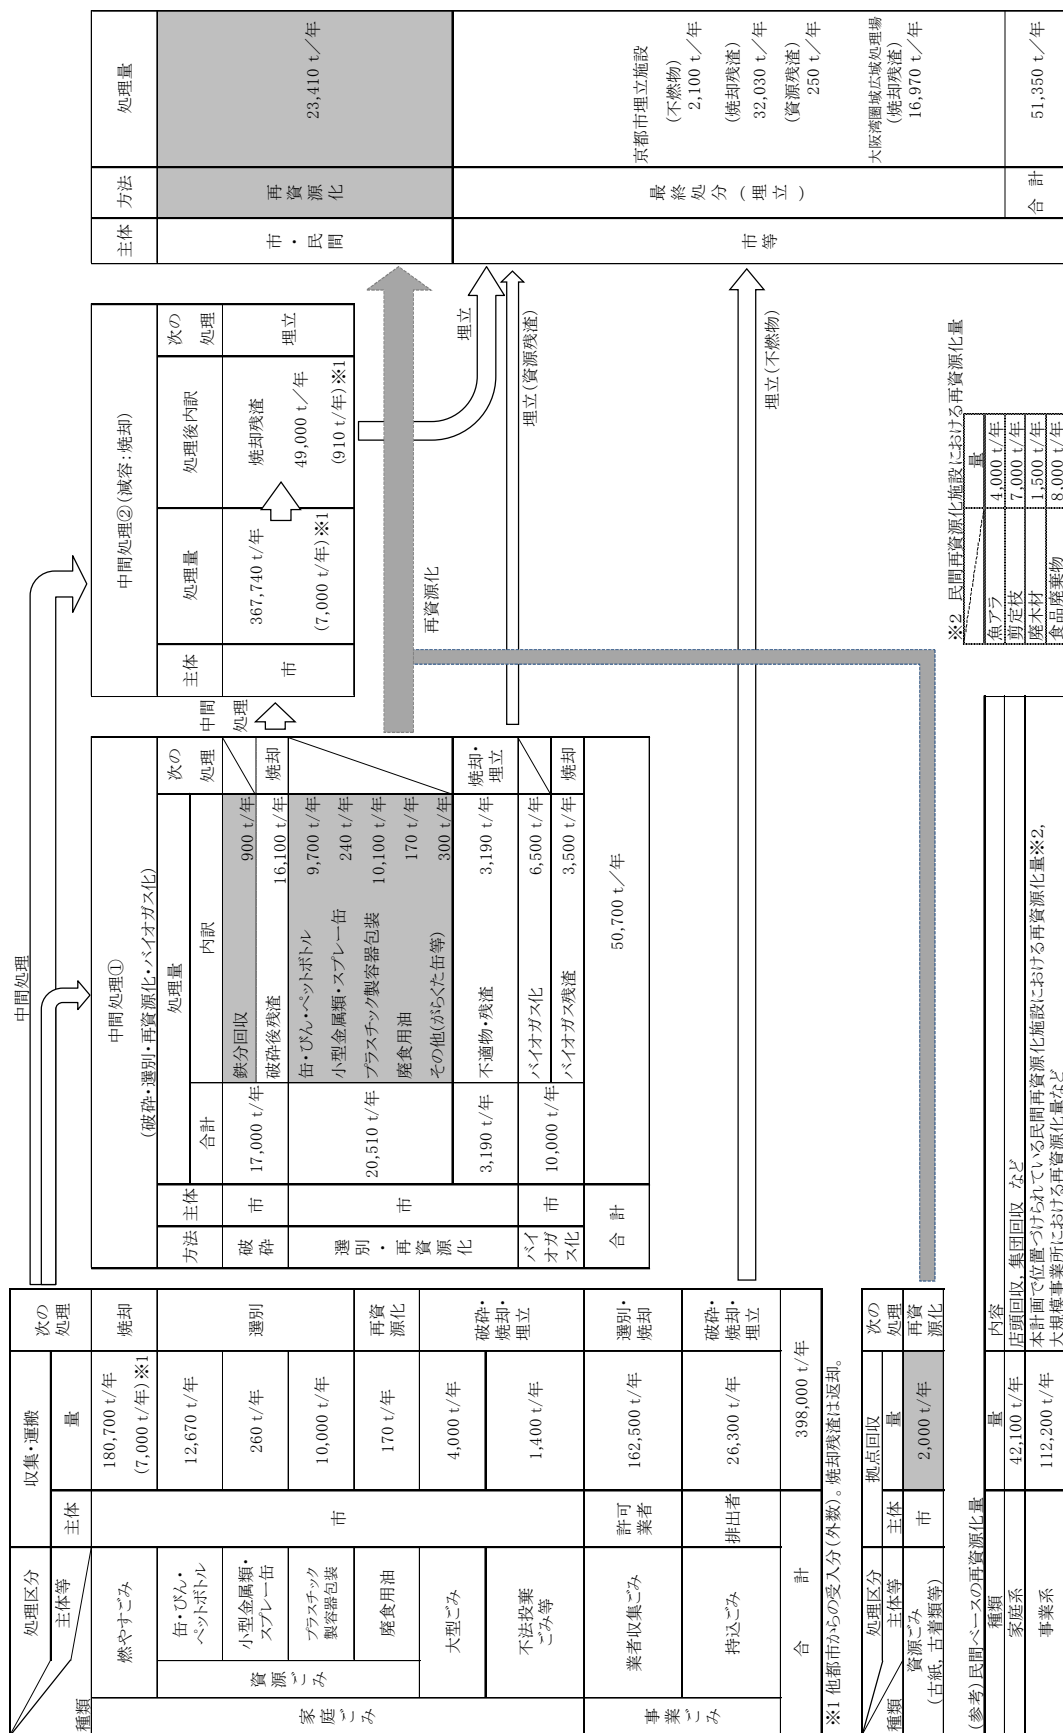 処理区分
主体等
種類
収集・運搬
主体
量
次の
処理
家庭ごみ
燃やすごみ
市
180,700 t/年
(7,000 t/年)※1
焼却
資源ごみ
缶・びん・
ペットボトル
12,670 t/年
選別
小型金属類・
スプレー缶
260 t/年
プラスチック
製容器包装
10,000 t/年
廃食用油
170 t/年
再資
源化
大型ごみ
4,000 t/年
破砕・
焼却・
埋立
不法投棄
ごみ等
1,400 t/年
事業ごみ
業者収集ごみ
許可
業者
162,500 t/年
選別・
焼却
持込ごみ
排出者
26,300 t/年
破砕・
焼却・
埋立
合 計
398,000 t/年
※1 他都市からの受入分(外数)。焼却残渣は返却。
処理区分
主体等
種類
拠点回収
主体
量
次の
処理
資源ごみ
(古紙, 古着類等)
市
2,000 t/年
再資
源化
(参考)民間ベースの再資源化量
種類
量
内容
家庭系
42,100 t/年
店頭回収, 集団回収 など
事業系
112,200 t/年
本計画で位置づけられている民間再資源化施設における再資源化量※2,
大規模事業所における再資源化量など
中間処理
中間処理①
(破砕・選別・再資源化・バイオガス化)
方法
主体
処理量
合計
内訳
次の
処理
破砕
市
17,000 t/年
鉄分回収
900 t/年
破砕後残渣
16,100 t/年
焼却
選別・再資源化
市
20,510 t/年
缶・びん・ペットボトル
9,700 t/年
小型金属類・スプレー缶
240 t/年
プラスチック製容器包装
10,100 t/年
廃食用油
170 t/年
その他(がらくた缶等)
300 t/年
3,190 t/年
不適物・残渣
3,190 t/年
焼却・
埋立
バイ
オガ
ス化
市
10,000 t/年
バイオガス化
6,500 t/年
バイオガス残渣
3,500 t/年
焼却
合 計
50,700 t/年
中間
処理
中間処理②(減容:焼却)
主体
処理量
処理後内訳
次の
処理
市
367,740 t/年
(7,000 t/年)※1
焼却残渣
49,000 t/年
(910 t/年)※1
埋立
再資源化
埋立
埋立(資源残渣)
埋立(不燃物)
※2 民間再資源化施設における再資源化量
量
魚アラ
4,000 t/年
剪定枝
7,000 t/年
廃木材
1,500 t/年
食品廃棄物
8,000 t/年
主体
方法
処理量
市・民間
再資源化
23,410 t/年
市等
最終処分(埋立)
京都市埋立施設
(不燃物)
2,100 t/年
(焼却残渣)
32,030 t/年
(資源残渣)
250 t/年
大阪湾圏域広域処理場
(焼却残渣)
16,970 t/年
合 計
51,350 t/年